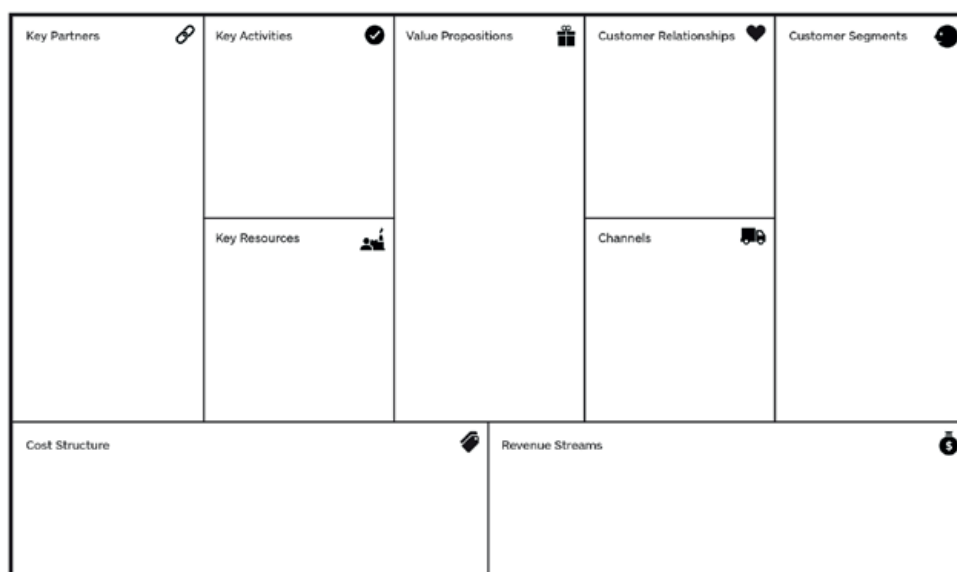 Key Partners
Key Activities
Value Propositions
Customer Relationships
Customer Segments
Key Resources
Channels
Cost Structure
Revenue Streams
$